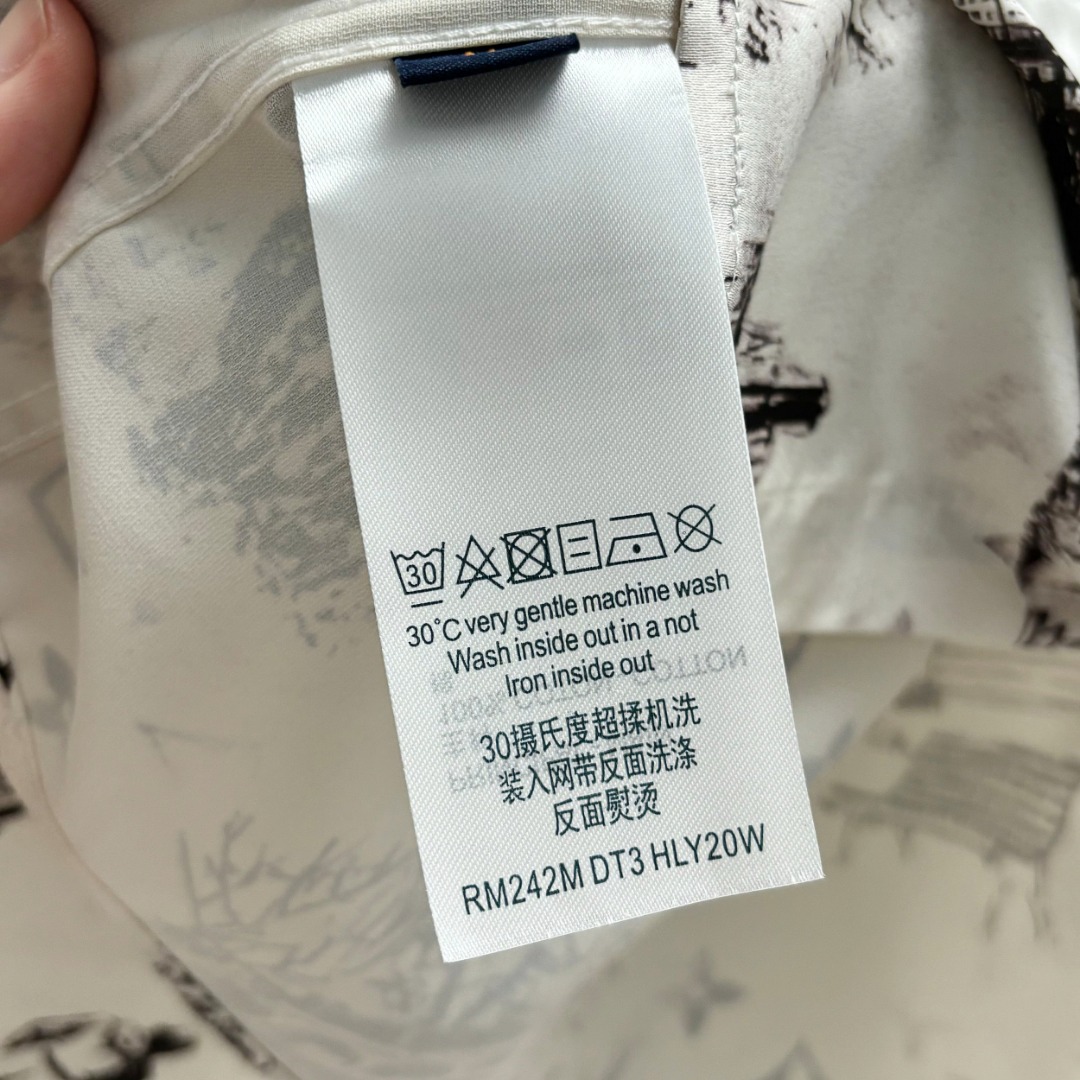 30
30°C very gentle machine wash
Wash inside out in a not
Iron inside out
30摄氏度超揉机洗
装入网带反面洗涤
反面熨烫
RM242M DT3 HLY20W